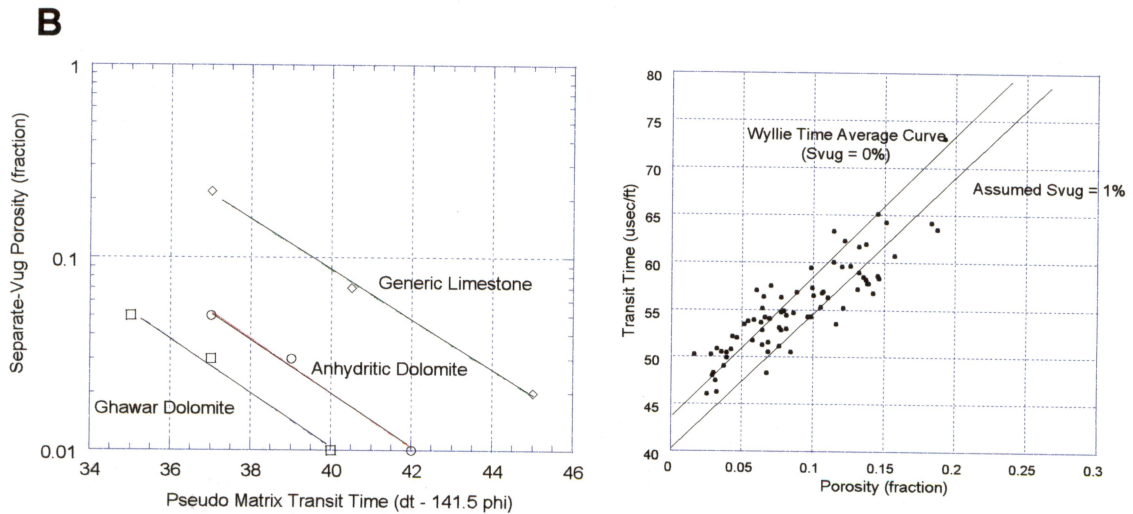 B
1
0.1
0.01
Separate-Vug Porosity (fraction)
Generic Limestone
Anhydritic Dolomite
Ghawar Dolomite
34 36 38 40 42 44 46
Pseudo Matrix Transit Time (dt - 141.5 phi)
80
75
70
65
60
55
50
45
40
Transit Time (usec/ft)
Wyllie Time Average Curve
(Svug = 0%)
Assumed Svug = 1%
0 0.05 0.1 0.15 0.2 0.25 0.3
Porosity (fraction)